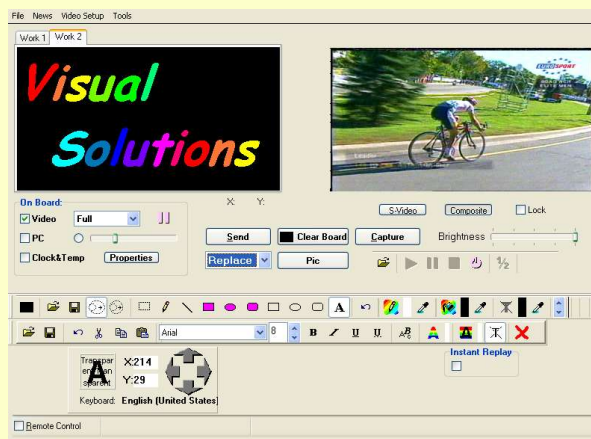 File News Video Setup Tools
Work 1 Work 2
Visual
Solutions
EUROSPORT
On Board:
X: Y:
Video Full
S-Video Composite Lock
PC
Send Clear Board Capture Brightness
Clock&Temp Properties
Replace Pic
½
A
Arial 8 B I U U AB A T T
Instant Replay
A
X:214
Y:29
Keyboard: English [United States]
Remote Control